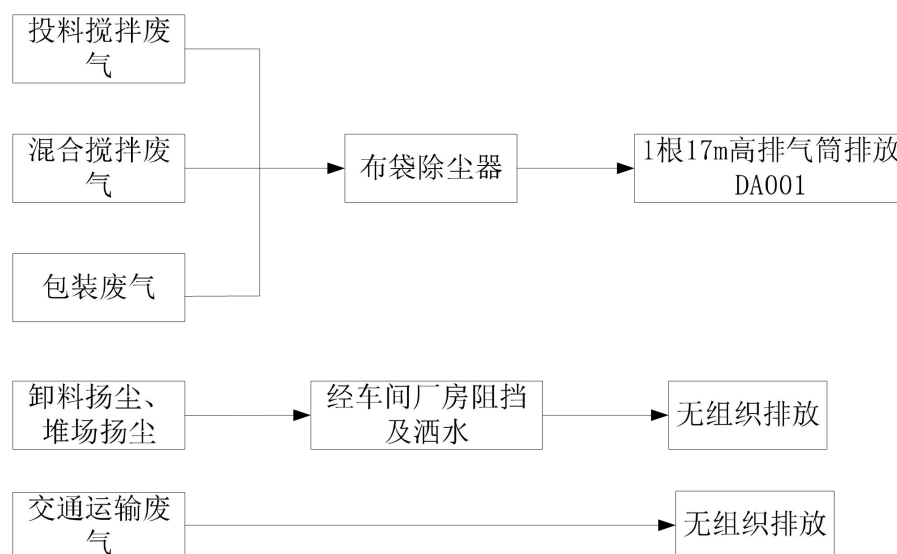 投料搅拌废
气
混合搅拌废
气
布袋除尘器
1根17m高排气筒排放
DA001
包装废气
卸料扬尘、
堆场扬尘
经车间厂房阻挡
及洒水
无组织排放
交通运输废
气
无组织排放